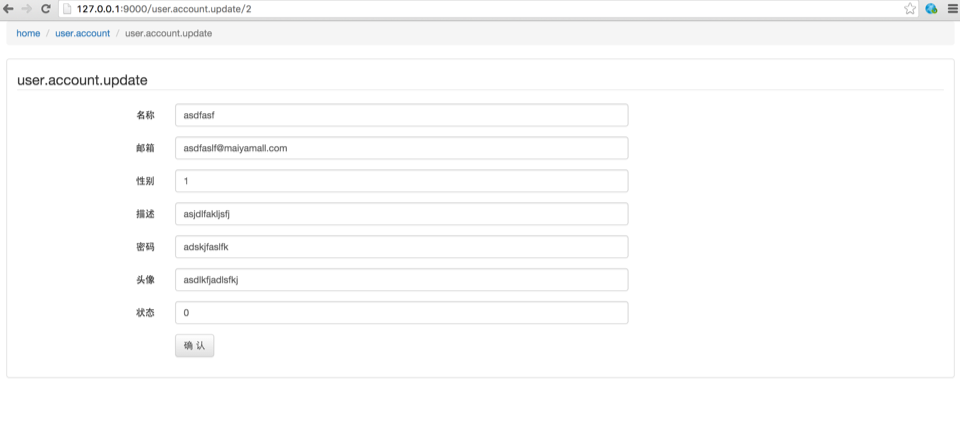 127.0.0.1:9000/user.account.update/2
home / user.account / user.account.update
user.account.update
名称 asdfasf
邮箱 asdfaslf@maiyamall.com
性别 1
描述 asjdlfakljsfj
密码 adskjfaslfk
头像 asdlkfjadlsfkj
状态 0
确 认